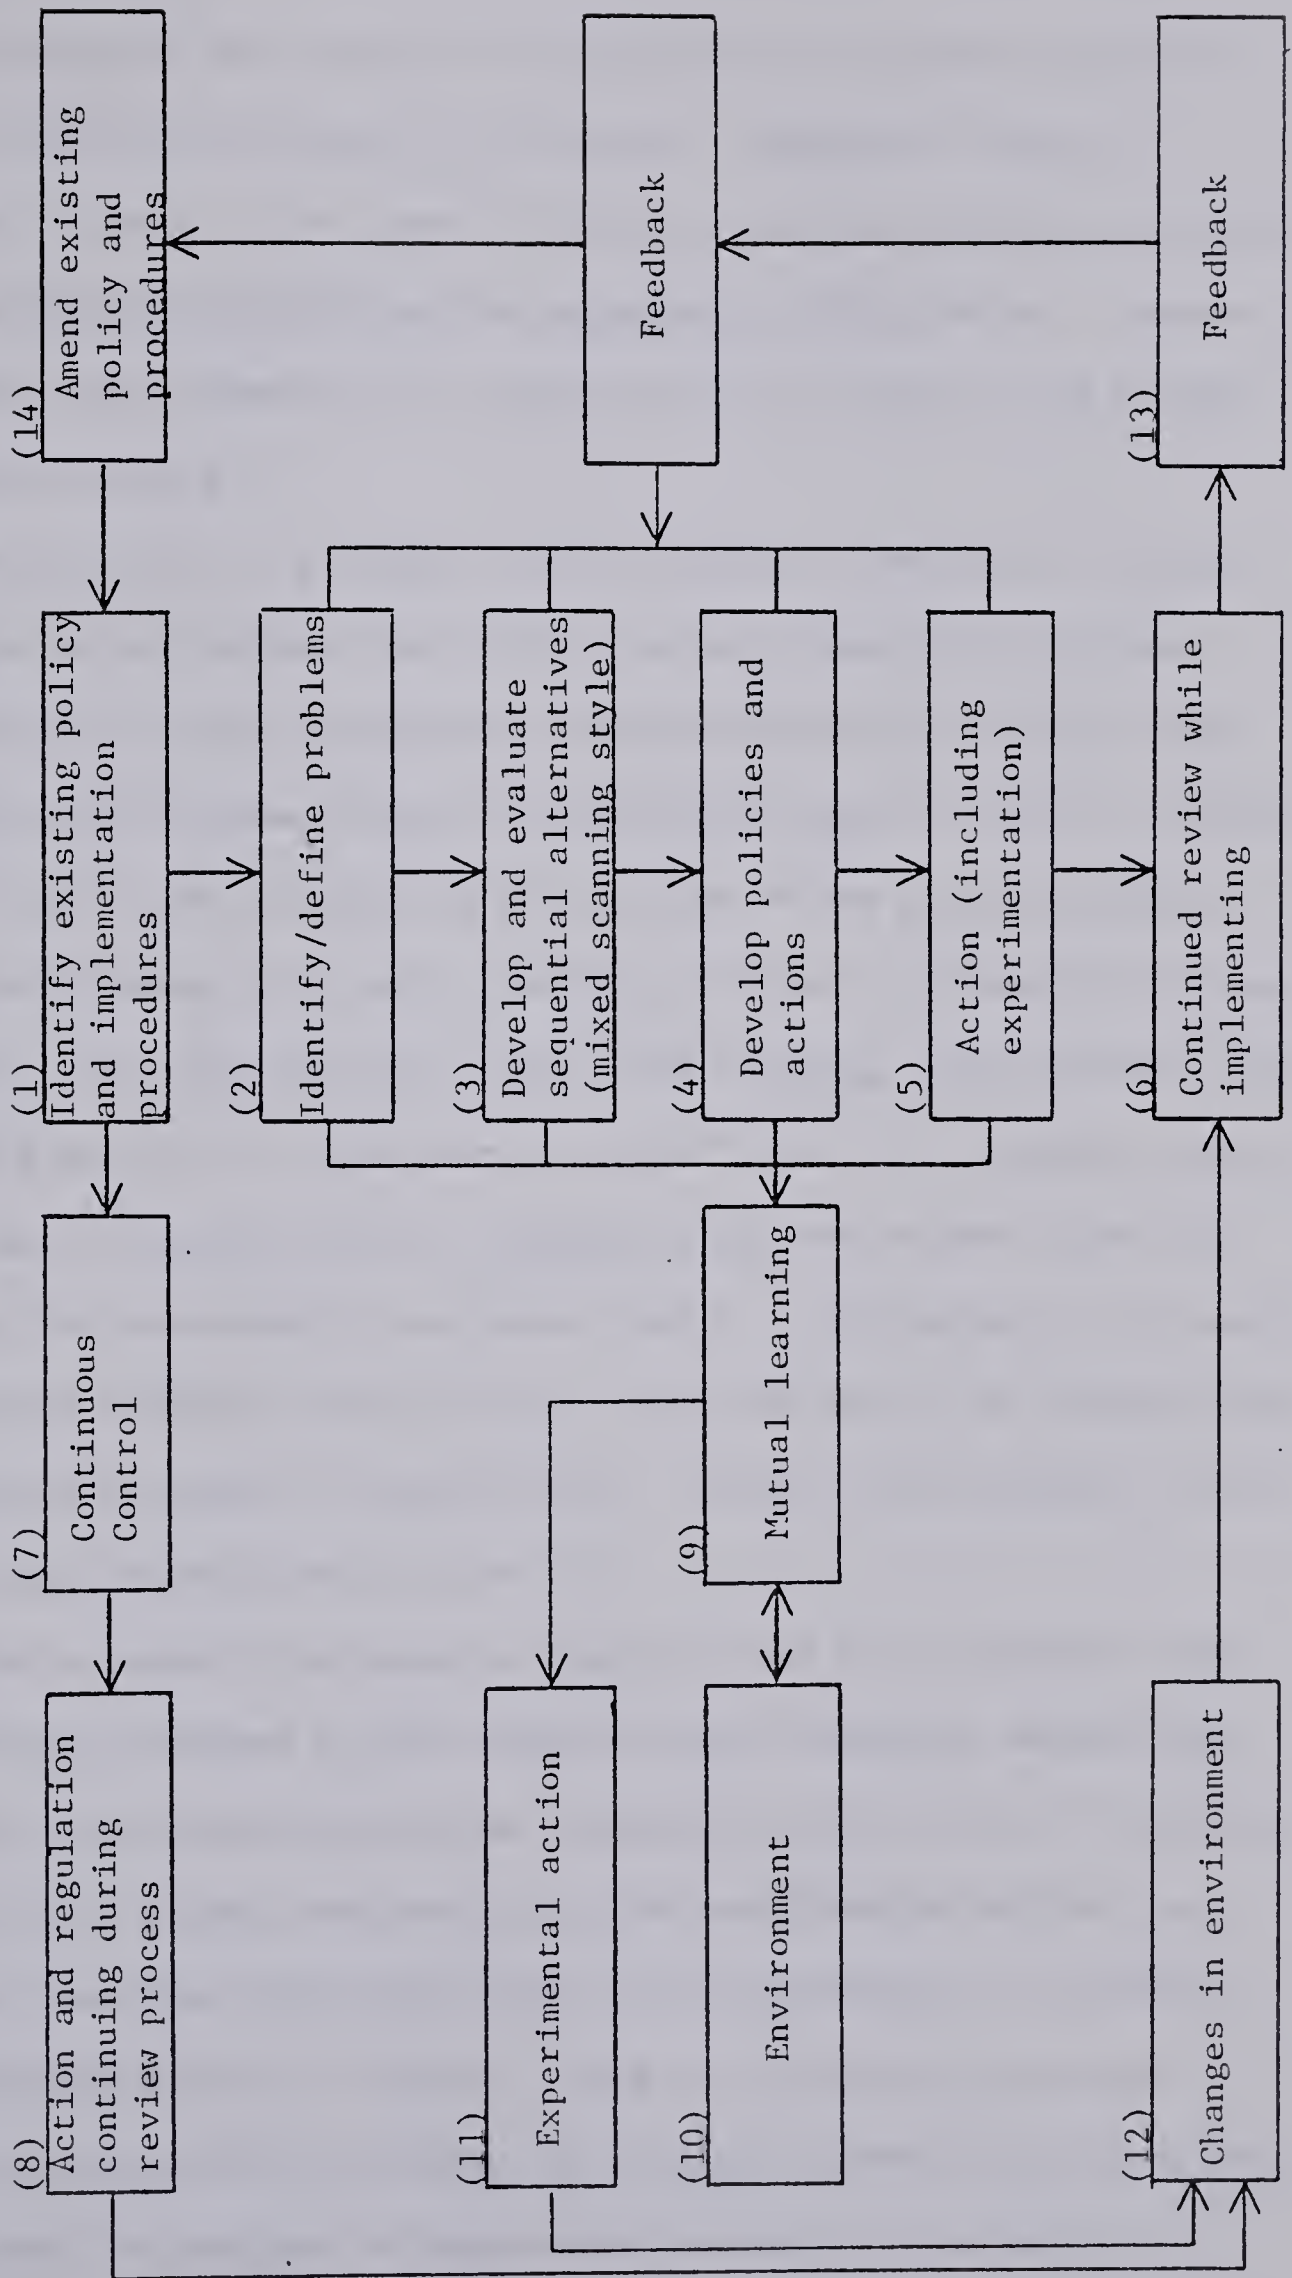 (8)
Action and regulation
continuing during
review process
(7)
Continuous
Control
(1)
Identify existing policy
and implementation
procedures
(14)
Amend existing
policy and
procedures
(2)
Identify/define problems
(11)
Experimental action
(3)
Develop and evaluate
sequential alternatives
(mixed scanning style)
Feedback
(10)
Environment
(9)
Mutual learning
(4)
Develop policies and
actions
(5)
Action (including
experimentation)
(12)
Changes in environment
(6)
Continued review while
implementing
(13)
Feedback